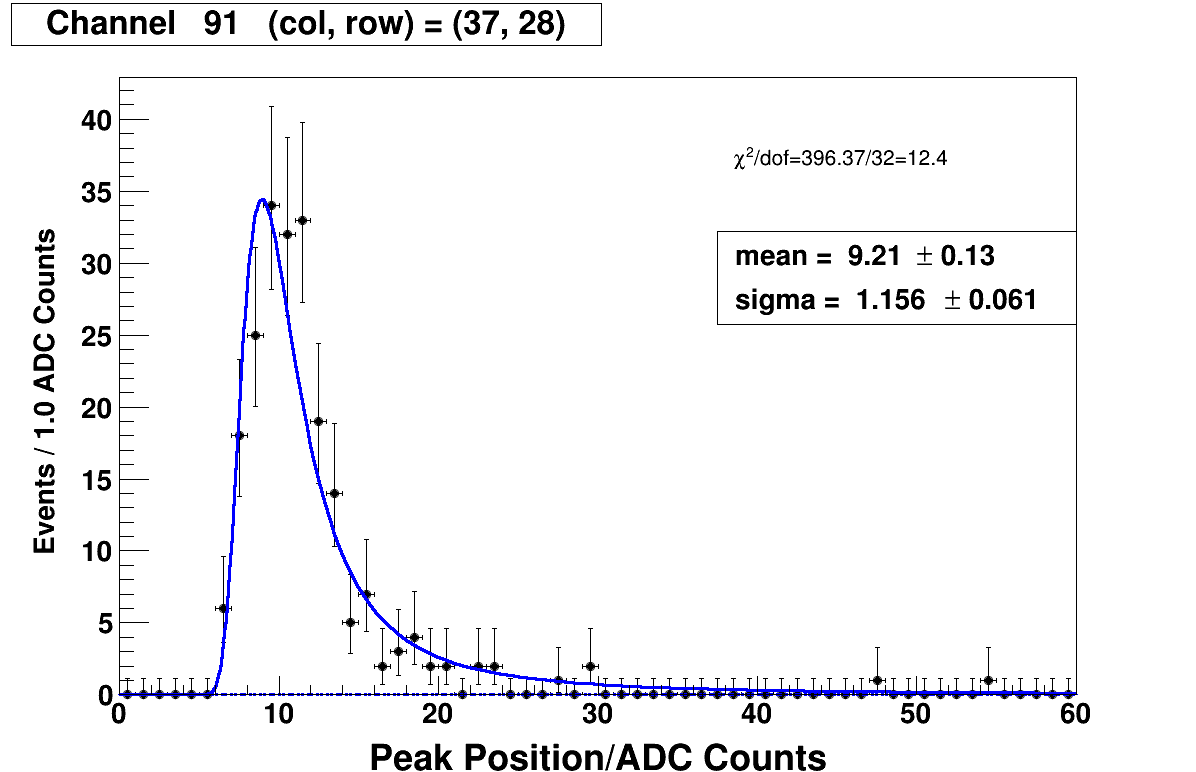 Channel 91 (col, row) = (37, 28)
40
35
30
25
20
15
10
5
0
Events / 1.0 ADC Counts
χ²/dof=396.37/32=12.4
mean = 9.21 ± 0.13
sigma = 1.156 ± 0.061
0 10 20 30 40 50 60
Peak Position/ADC Counts